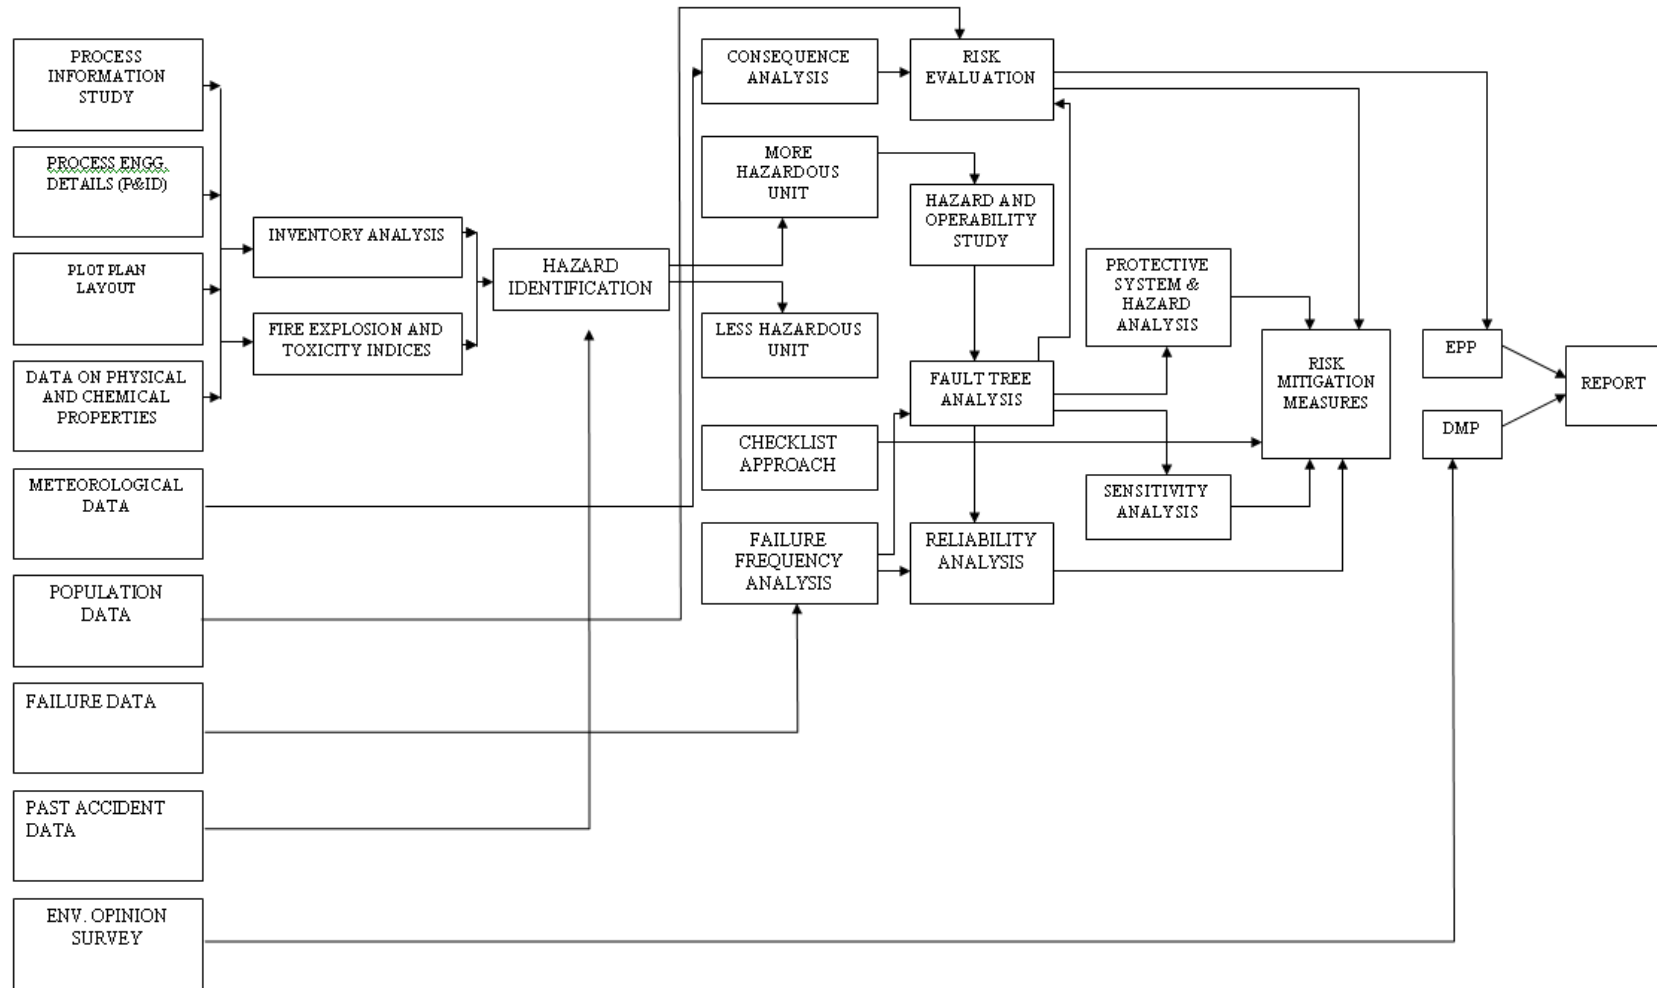 PROCESS
INFORMATION
STUDY
PROCESS ENGG.
DETAILS (P&ID)
PLOT PLAN
LAYOUT
DATA ON PHYSICAL
AND CHEMICAL
PROPERTIES
METEOROLOGICAL
DATA
POPULATION
DATA
FAILURE DATA
PAST ACCIDENT
DATA
ENV. OPINION
SURVEY
INVENTORY ANALYSIS
FIRE EXPLOSION AND
TOXICITY INDICES
HAZARD
IDENTIFICATION
CONSEQUENCE
ANALYSIS
MORE
HAZARDOUS
UNIT
LESS HAZARDOUS
UNIT
CHECKLIST
APPROACH
FAILURE
FREQUENCY
ANALYSIS
RISK
EVALUATION
HAZARD AND
OPERABILITY
STUDY
FAULT TREE
ANALYSIS
RELIABILITY
ANALYSIS
PROTECTIVE
SYSTEM &
HAZARD
ANALYSIS
SENSITIVITY
ANALYSIS
RISK
MITIGATION
MEASURES
EPP
DMP
REPORT